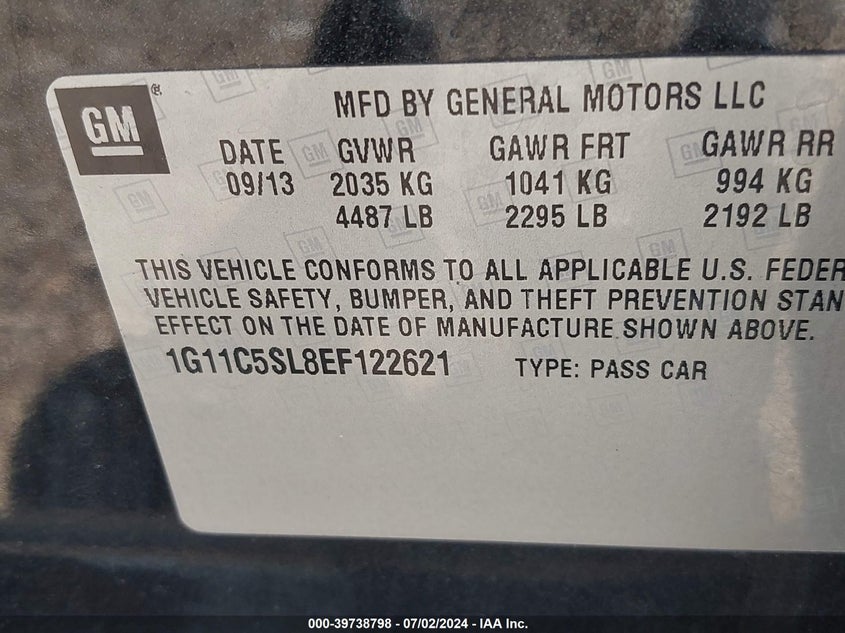 GM
MFD BY GENERAL MOTORS LLC
DATE GVWR GAWR FRT GAWR RR
09/13 2035 KG 1041 KG 994 KG
4487 LB 2295 LB 2192 LB
THIS VEHICLE CONFORMS TO ALL APPLICABLE U.S. FEDER
VEHICLE SAFETY, BUMPER, AND THEFT PREVENTION STAN
EFFECT ON THE DATE OF MANUFACTURE SHOWN ABOVE.
1G11C5SL8EF122621 TYPE: PASS CAR
000-39738798 - 07/02/2024 - IAA Inc.